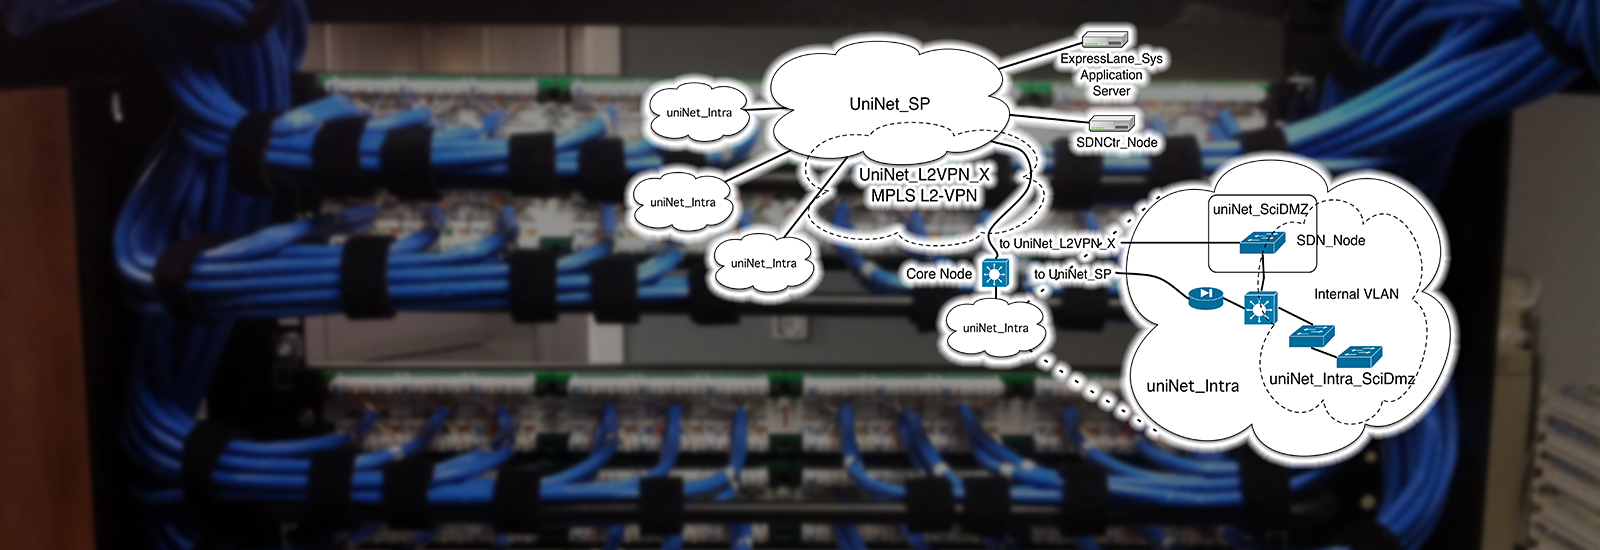 ExpressLane_Sys
Application
Server
UniNet_SP
uniNet_Intra
SDNCtr_Node
UniNet_L2VPN_X
MPLS L2-VPN
uniNet_Intra
uniNet_Intra
uniNet_SciDMZ
to UniNet_L2VPN_X
SDN_Node
Core Node
to UniNet_SP
Internal VLAN
uniNet_Intra
uniNet_Intra_SciDmz
uniNet_Intra